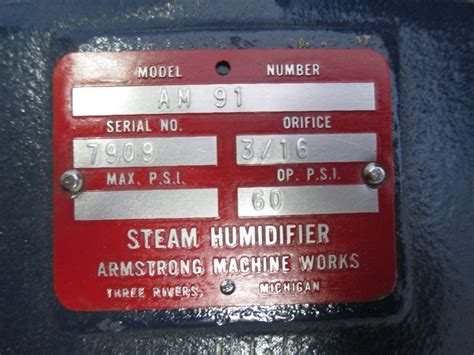 MODEL NUMBER
AM 91
SERIAL NO. ORIFICE
7909 3/16
MAX. P.S.I. OP. P.S.I.
60
STEAM HUMIDIFIER
ARMSTRONG MACHINE WORKS
THREE RIVERS, MICHIGAN